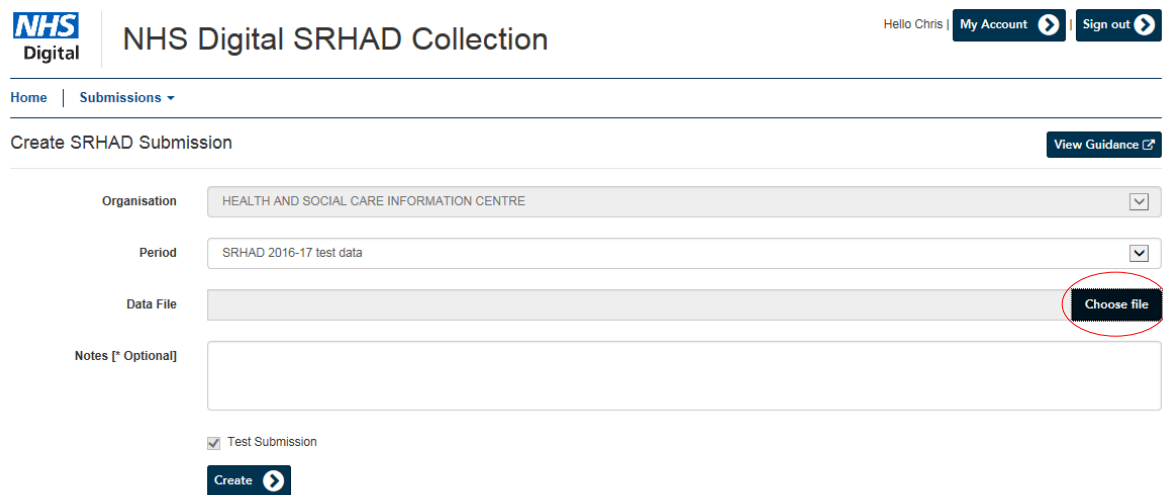 NHS
Digital
NHS Digital SRHAD Collection
Hello Chris | My Account | Sign out
Home | Submissions
Create SRHAD Submission
View Guidance
Organisation HEALTH AND SOCIAL CARE INFORMATION CENTRE
Period SRHAD 2016-17 test data
Data File Choose file
Notes [* Optional]
Test Submission
Create